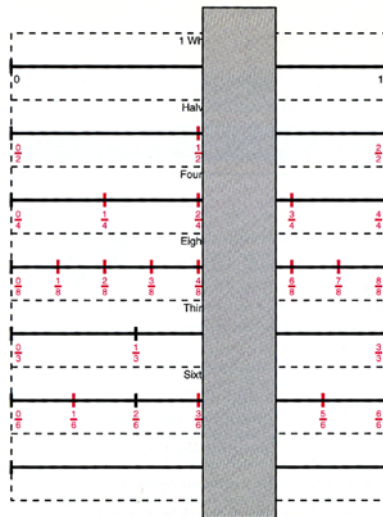 1 Wh
0 1
Halv
0/2 1/2 2/2
Four
0/4 1/4 2/4 3/4 4/4
Eigh
0/8 1/8 2/8 3/8 4/8 6/8 7/8 8/8
Thir
0/3 1/3 3/3
Sixt
0/6 1/6 2/6 3/6 5/6 6/6